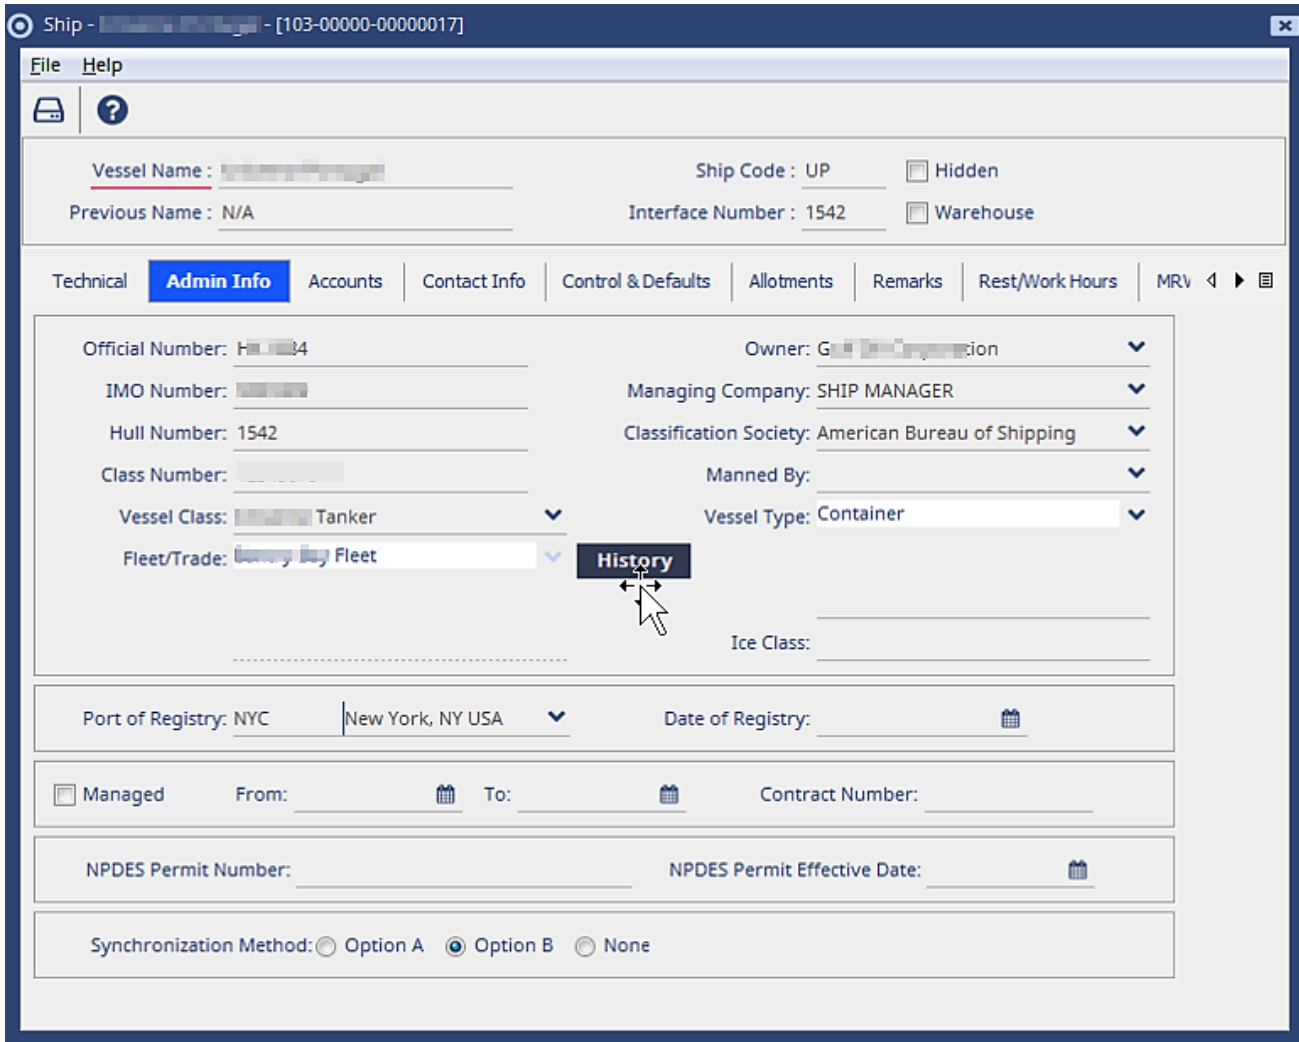 Ship - - [103-00000-00000017]
File Help
Vessel Name : Ship Code : UP Hidden
Previous Name : N/A Interface Number : 1542 Warehouse
Technical Admin Info Accounts Contact Info Control & Defaults Allotments Remarks Rest/Work Hours MRV
Official Number: Owner:
IMO Number: Managing Company: SHIP MANAGER
Hull Number: 1542 Classification Society: American Bureau of Shipping
Class Number: Manned By:
Vessel Class: Tanker Vessel Type: Container
Fleet/Trade: Fleet History
Ice Class:
Port of Registry: NYC New York, NY USA Date of Registry:
Managed From: To: Contract Number:
NPDES Permit Number: NPDES Permit Effective Date:
Synchronization Method: Option A Option B None